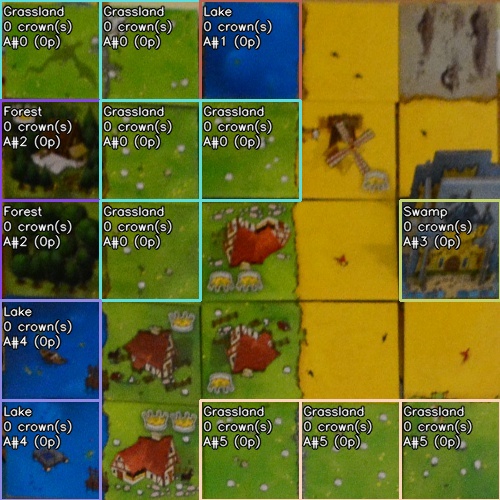 Grassland
0 crown(s)
A#0 (0p)
Grassland
0 crown(s)
A#0 (0p)
Lake
0 crown(s)
A#1 (0p)
Forest
0 crown(s)
A#2 (0p)
Grassland
0 crown(s)
A#0 (0p)
Grassland
0 crown(s)
A#0 (0p)
Forest
0 crown(s)
A#2 (0p)
Grassland
0 crown(s)
A#0 (0p)
Swamp
0 crown(s)
A#3 (0p)
Lake
0 crown(s)
A#4 (0p)
Lake
0 crown(s)
A#4 (0p)
Grassland
0 crown(s)
A#5 (0p)
Grassland
0 crown(s)
A#5 (0p)
Grassland
0 crown(s)
A#5 (0p)